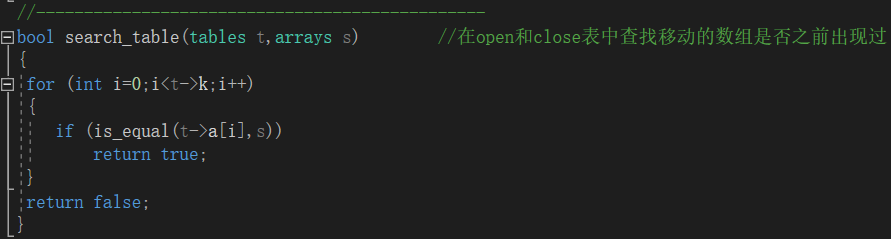 //---------------------------------------------
bool search_table(tables t,arrays s)        //在open和close表中查找移动的数组是否之前出现过
{
for (int i=0;i<t->k;i++)
{
if (is_equal(t->a[i],s))
return true;
}
return false;
}